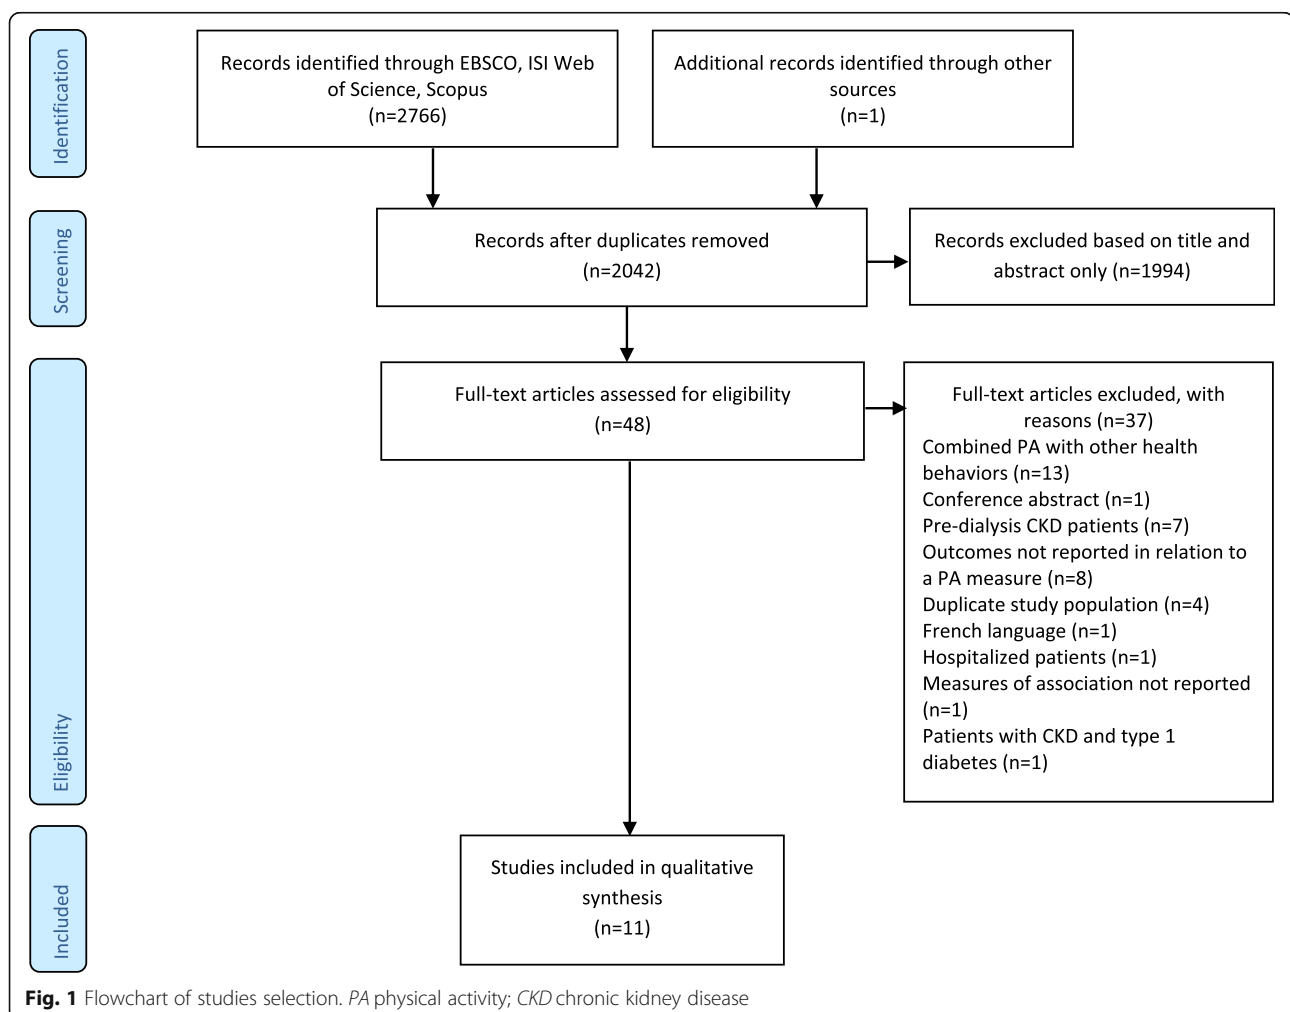 Identification
Records identified through EBSCO, ISI Web
of Science, Scopus
(n=2766)
Additional records identified through other
sources
(n=1)
Screening
Records after duplicates removed
(n=2042)
Records excluded based on title and
abstract only (n=1994)
Eligibility
Full-text articles assessed for eligibility
(n=48)
Full-text articles excluded, with
reasons (n=37)
Combined PA with other health
behaviors (n=13)
Conference abstract (n=1)
Pre-dialysis CKD patients (n=7)
Outcomes not reported in relation to
a PA measure (n=8)
Duplicate study population (n=4)
French language (n=1)
Hospitalized patients (n=1)
Measures of association not reported
(n=1)
Patients with CKD and type 1
diabetes (n=1)
Included
Studies included in qualitative
synthesis
(n=11)
Fig. 1 Flowchart of studies selection. PA physical activity; CKD chronic kidney disease